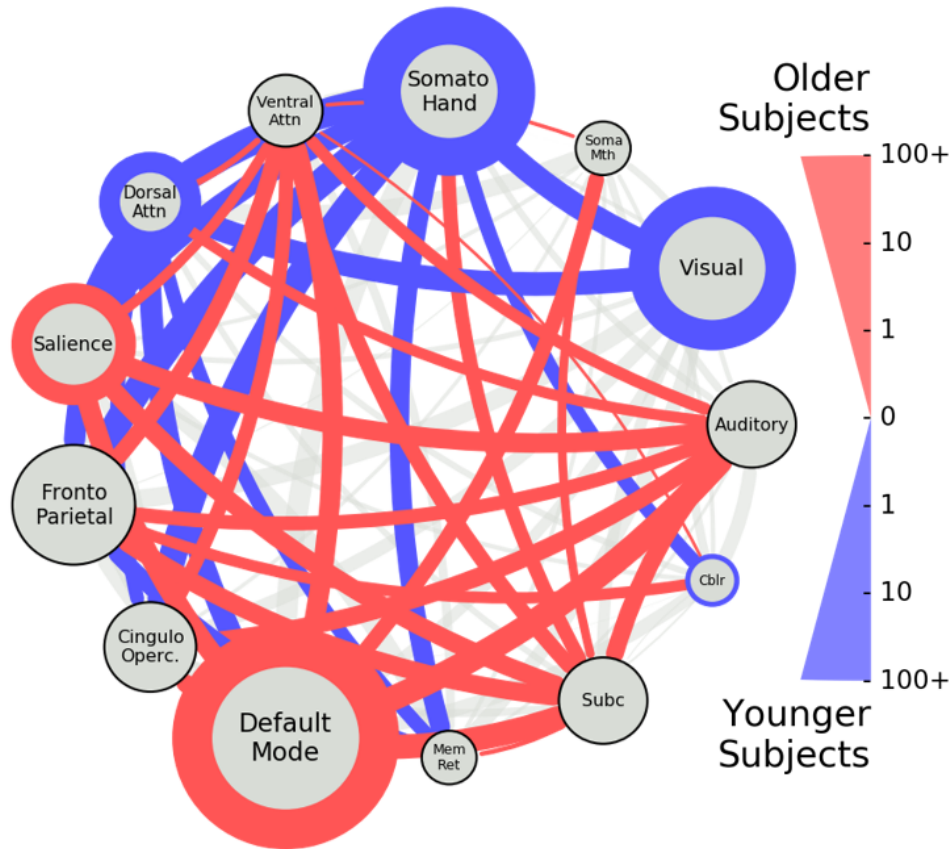 Somato
Hand
Ventral
Attn
Soma
Mth
Dorsal
Attn
Visual
Salience
Auditory
Fronto
Parietal
Cblr
Cingulo
Operc.
Default
Mode
Subc
Mem
Ret
Older
Subjects
100+
10
1
0
1
10
100+
Younger
Subjects